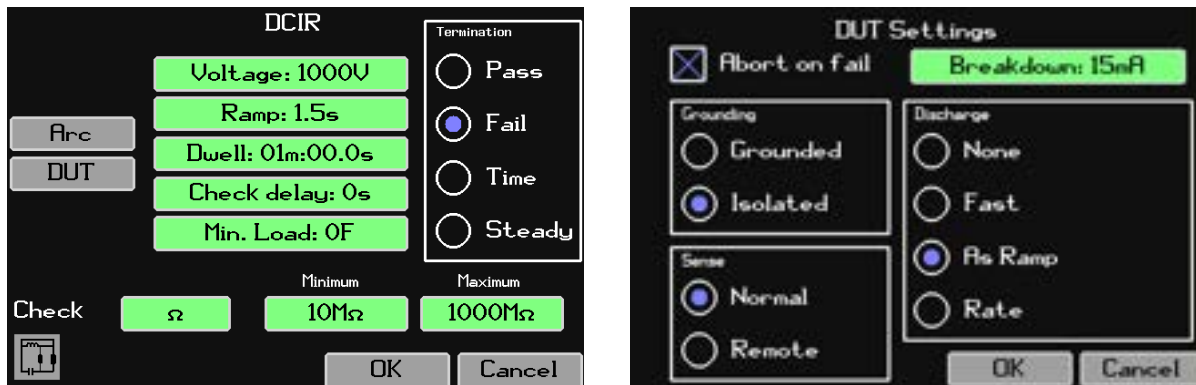 DCIR
Termination
Voltage: 1000V
Pass
Ramp: 1.5s
Arc
Fail
Dwell: 01m:00.0s
DUT
Time
Check delay: 0s
Min. Load: 0F
Steady
Minimum
Maximum
Check
Ω
10MΩ
1000MΩ
OK
Cancel
DUT Settings
Abort on fail
Breakdown: 15mA
Grounding
Grounded
Isolated
Discharge
None
Fast
As Ramp
Rate
Sense
Normal
Remote
OK
Cancel